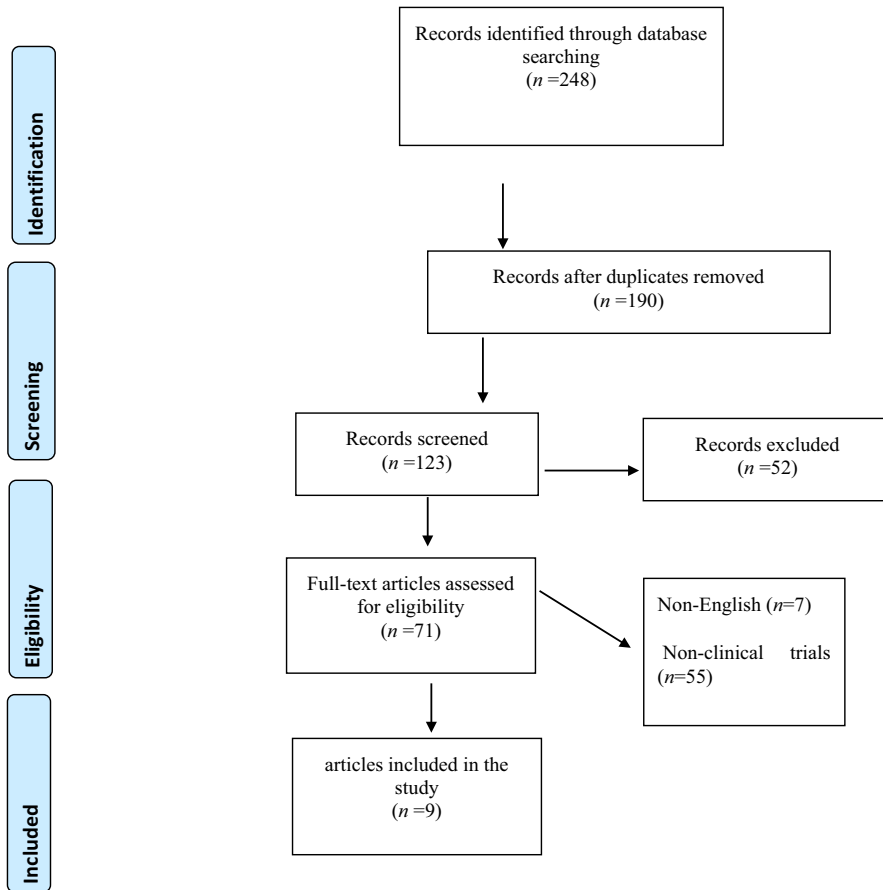 Identification
Records identified through database
searching
(n =248)
Records after duplicates removed
(n =190)
Screening
Records screened
(n =123)
Records excluded
(n =52)
Eligibility
Full-text articles assessed
for eligibility
(n =71)
Non-English (n=7)
Non-clinical trials
(n=55)
Included
articles included in the
study
(n =9)